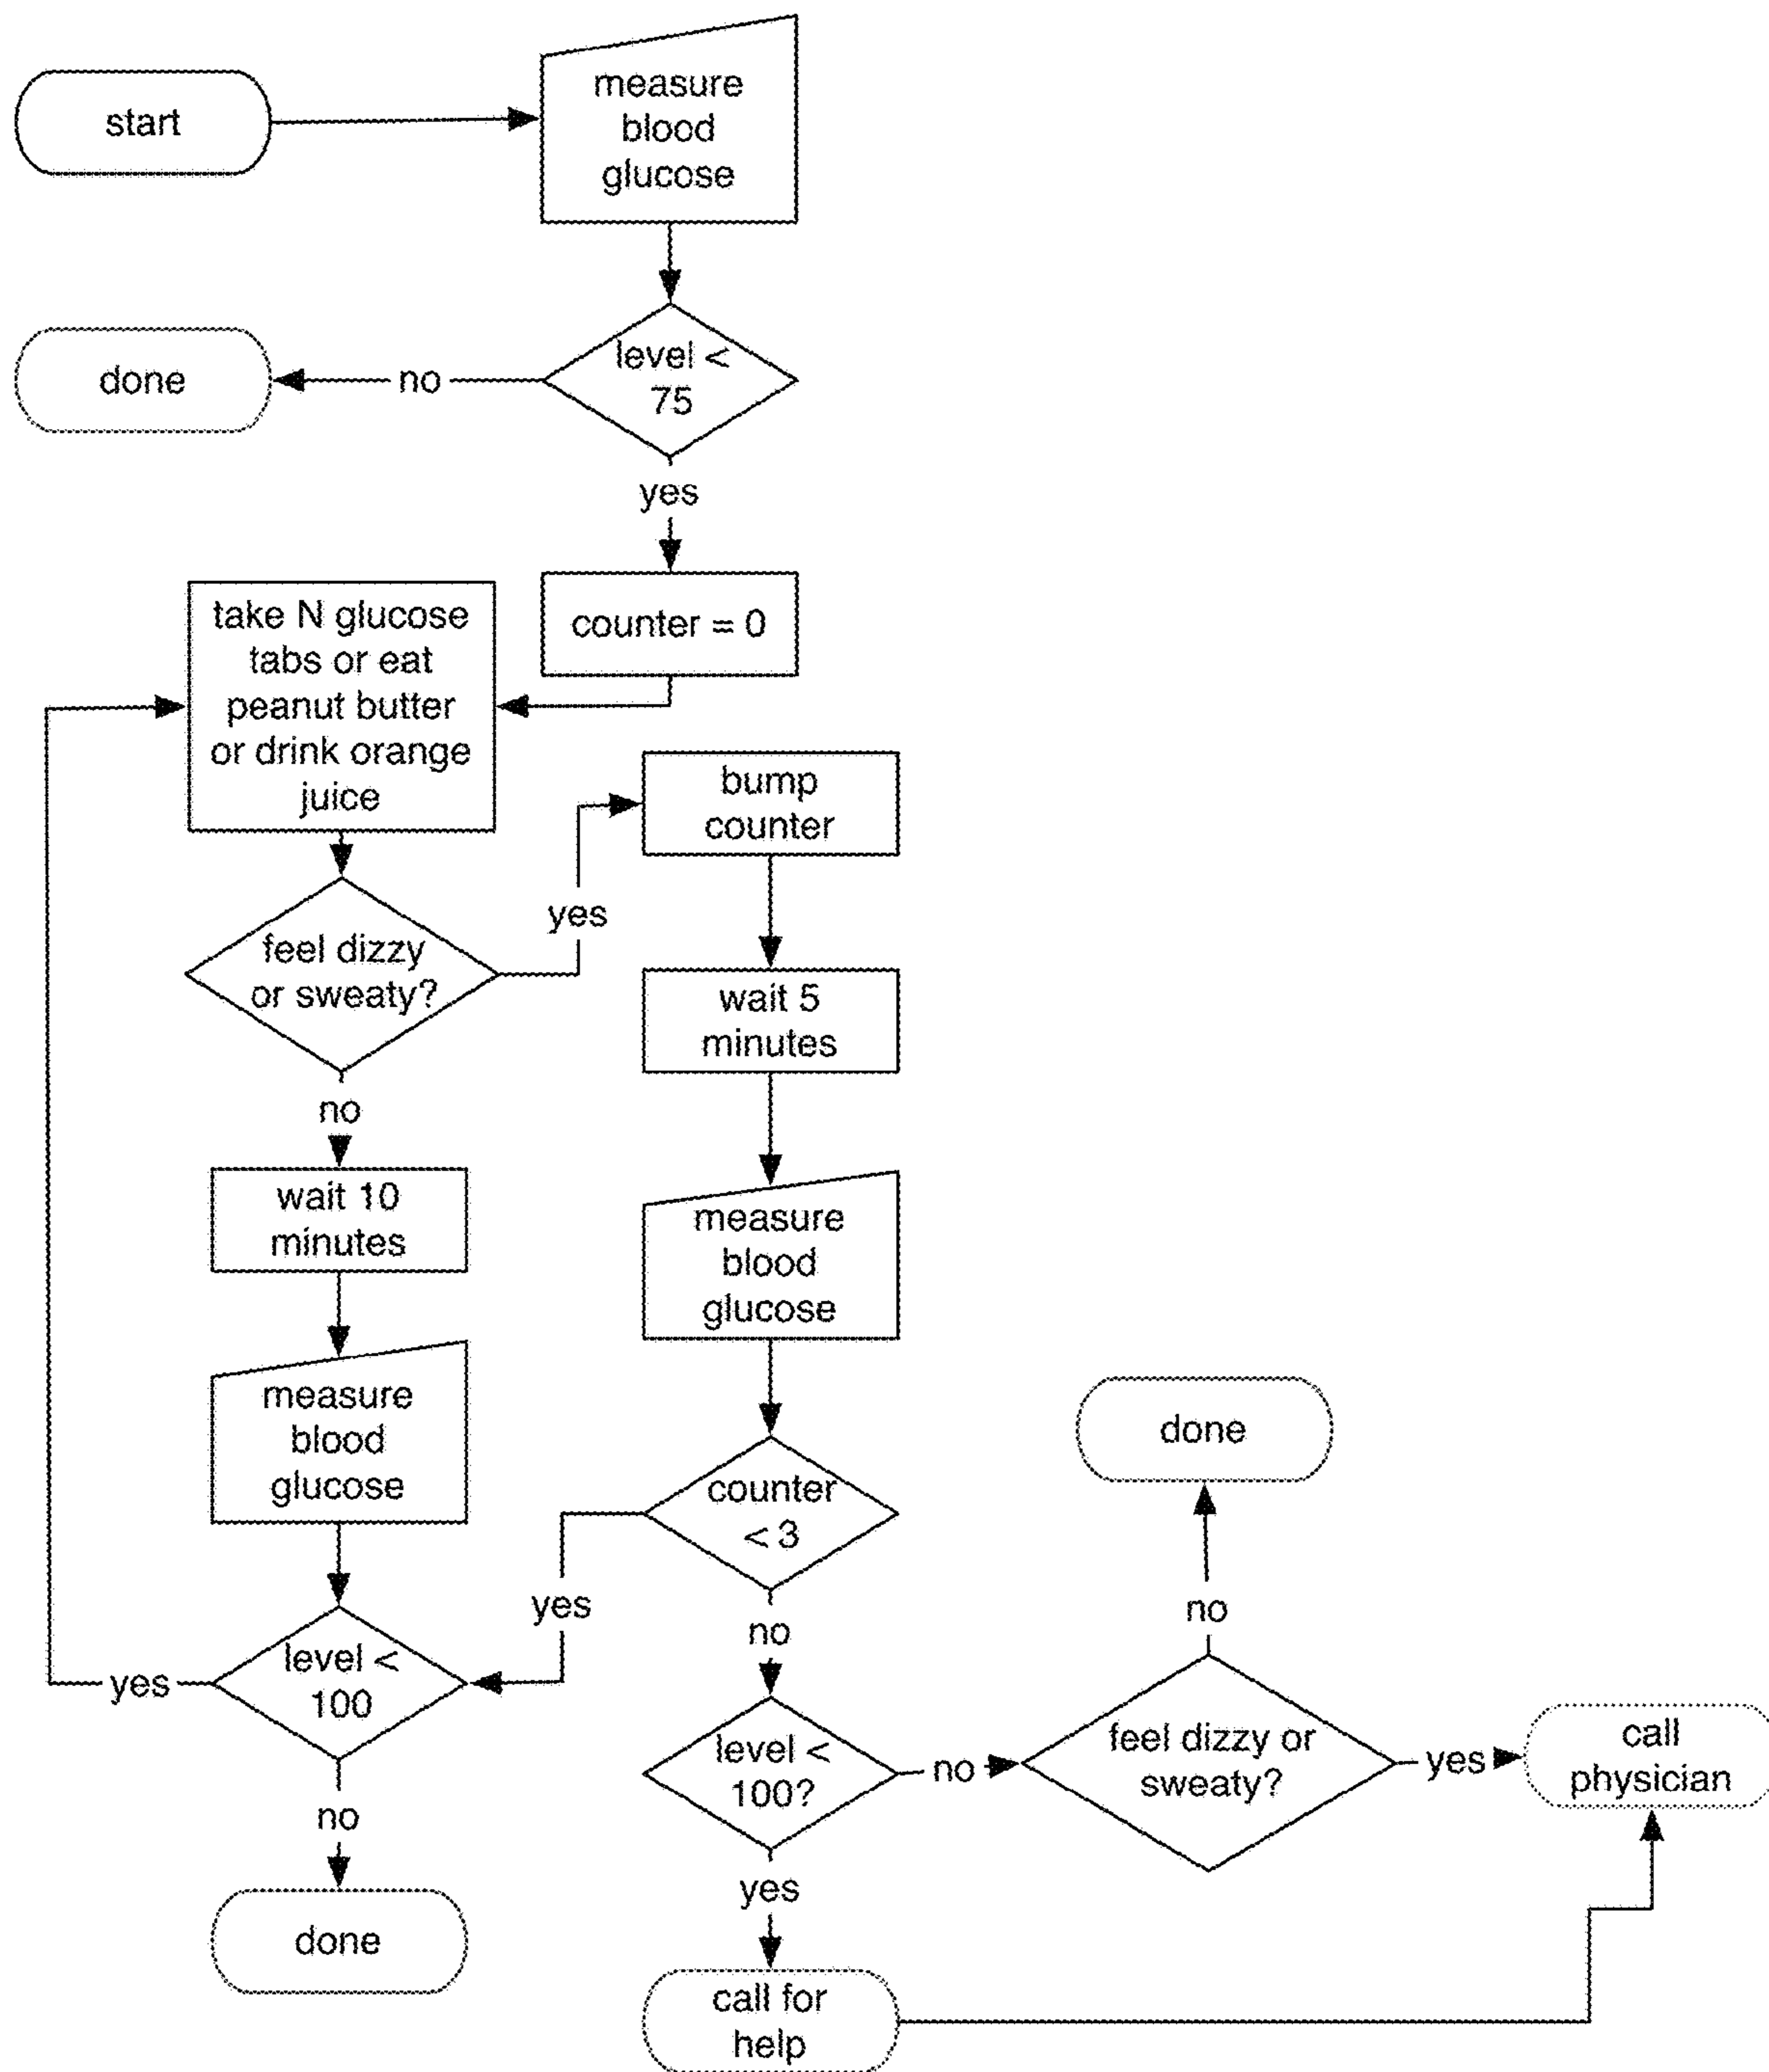 start
measure
blood
glucose
level <
75
no
done
yes
counter = 0
take N glucose
tabs or eat
peanut butter
or drink orange
juice
feel dizzy
or sweaty?
yes
bump
counter
wait 5
minutes
measure
blood
glucose
no
wait 10
minutes
measure
blood
glucose
level <
100
yes
no
done
counter
< 3
yes
no
level <
100?
no
feel dizzy or
sweaty?
no
done
yes
call
physician
yes
call for
help